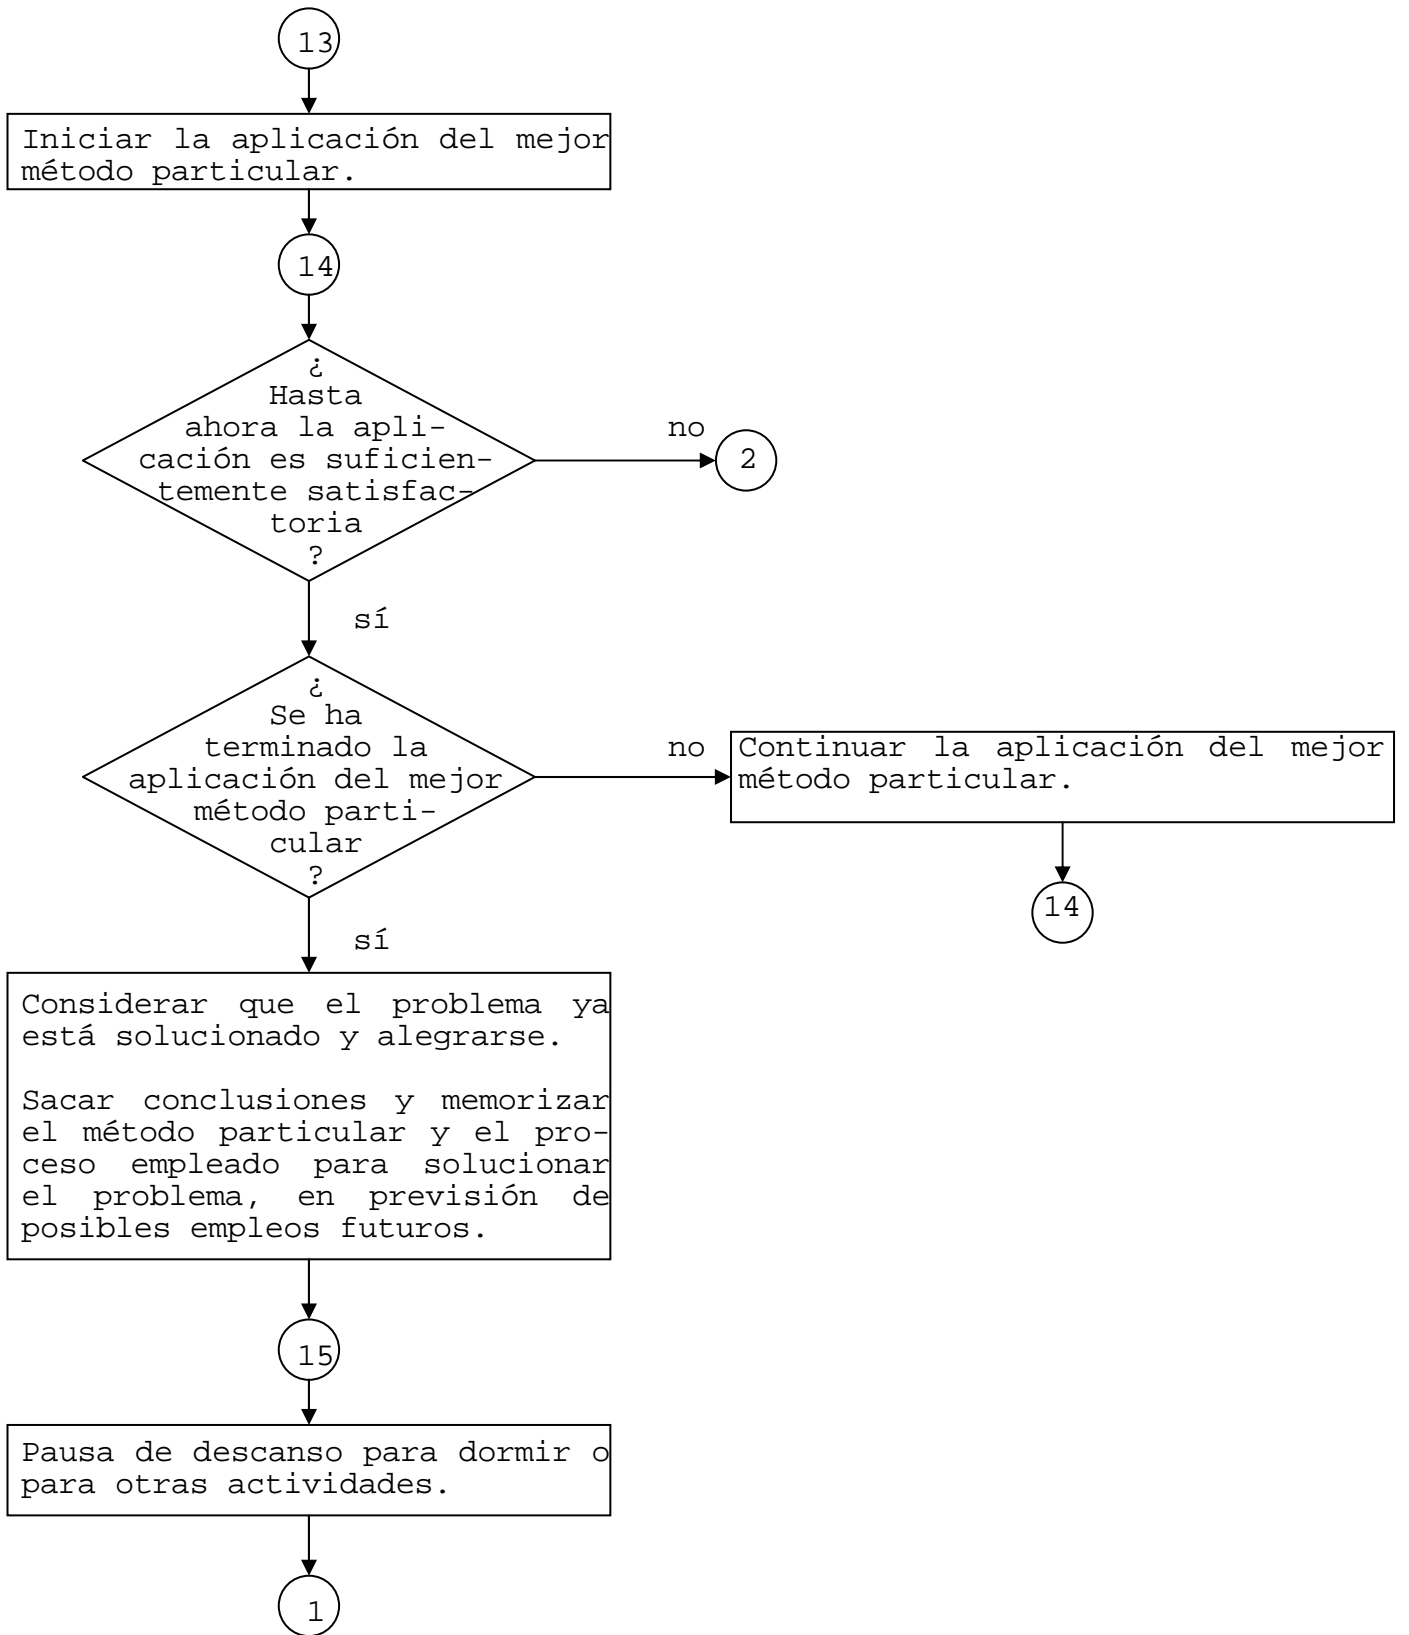 13
Iniciar la aplicación del mejor
método particular.
14
¿
Hasta
ahora la apli-
cación es suficien-
temente satisfac-
toria
?
no
2
sí
¿
Se ha
terminado la
aplicación del mejor
método parti-
cular
?
no
Continuar la aplicación del mejor
método particular.
14
sí
Considerar que el problema ya
está solucionado y alegrarse.
Sacar conclusiones y memorizar
el método particular y el pro-
ceso empleado para solucionar
el problema, en previsión de
posibles empleos futuros.
15
Pausa de descanso para dormir o
para otras actividades.
1